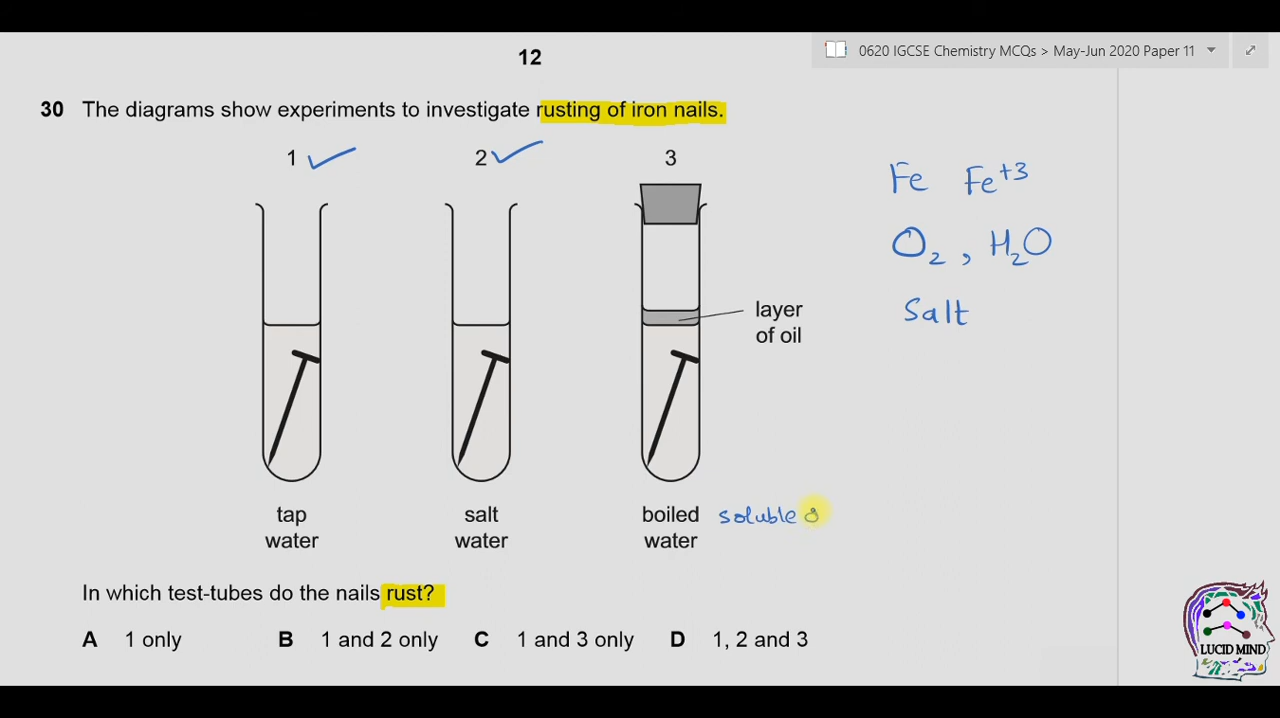 12
0620 IGCSE Chemistry MCQs > May-Jun 2020 Paper 11
30 The diagrams show experiments to investigate rusting of iron nails.
1 2 3
Fe Fe+3
O2 , H2O
Salt
layer
of oil
tap
water
salt
water
boiled
water
soluble
In which test-tubes do the nails rust?
A 1 only B 1 and 2 only C 1 and 3 only D 1, 2 and 3
LUCID MIND